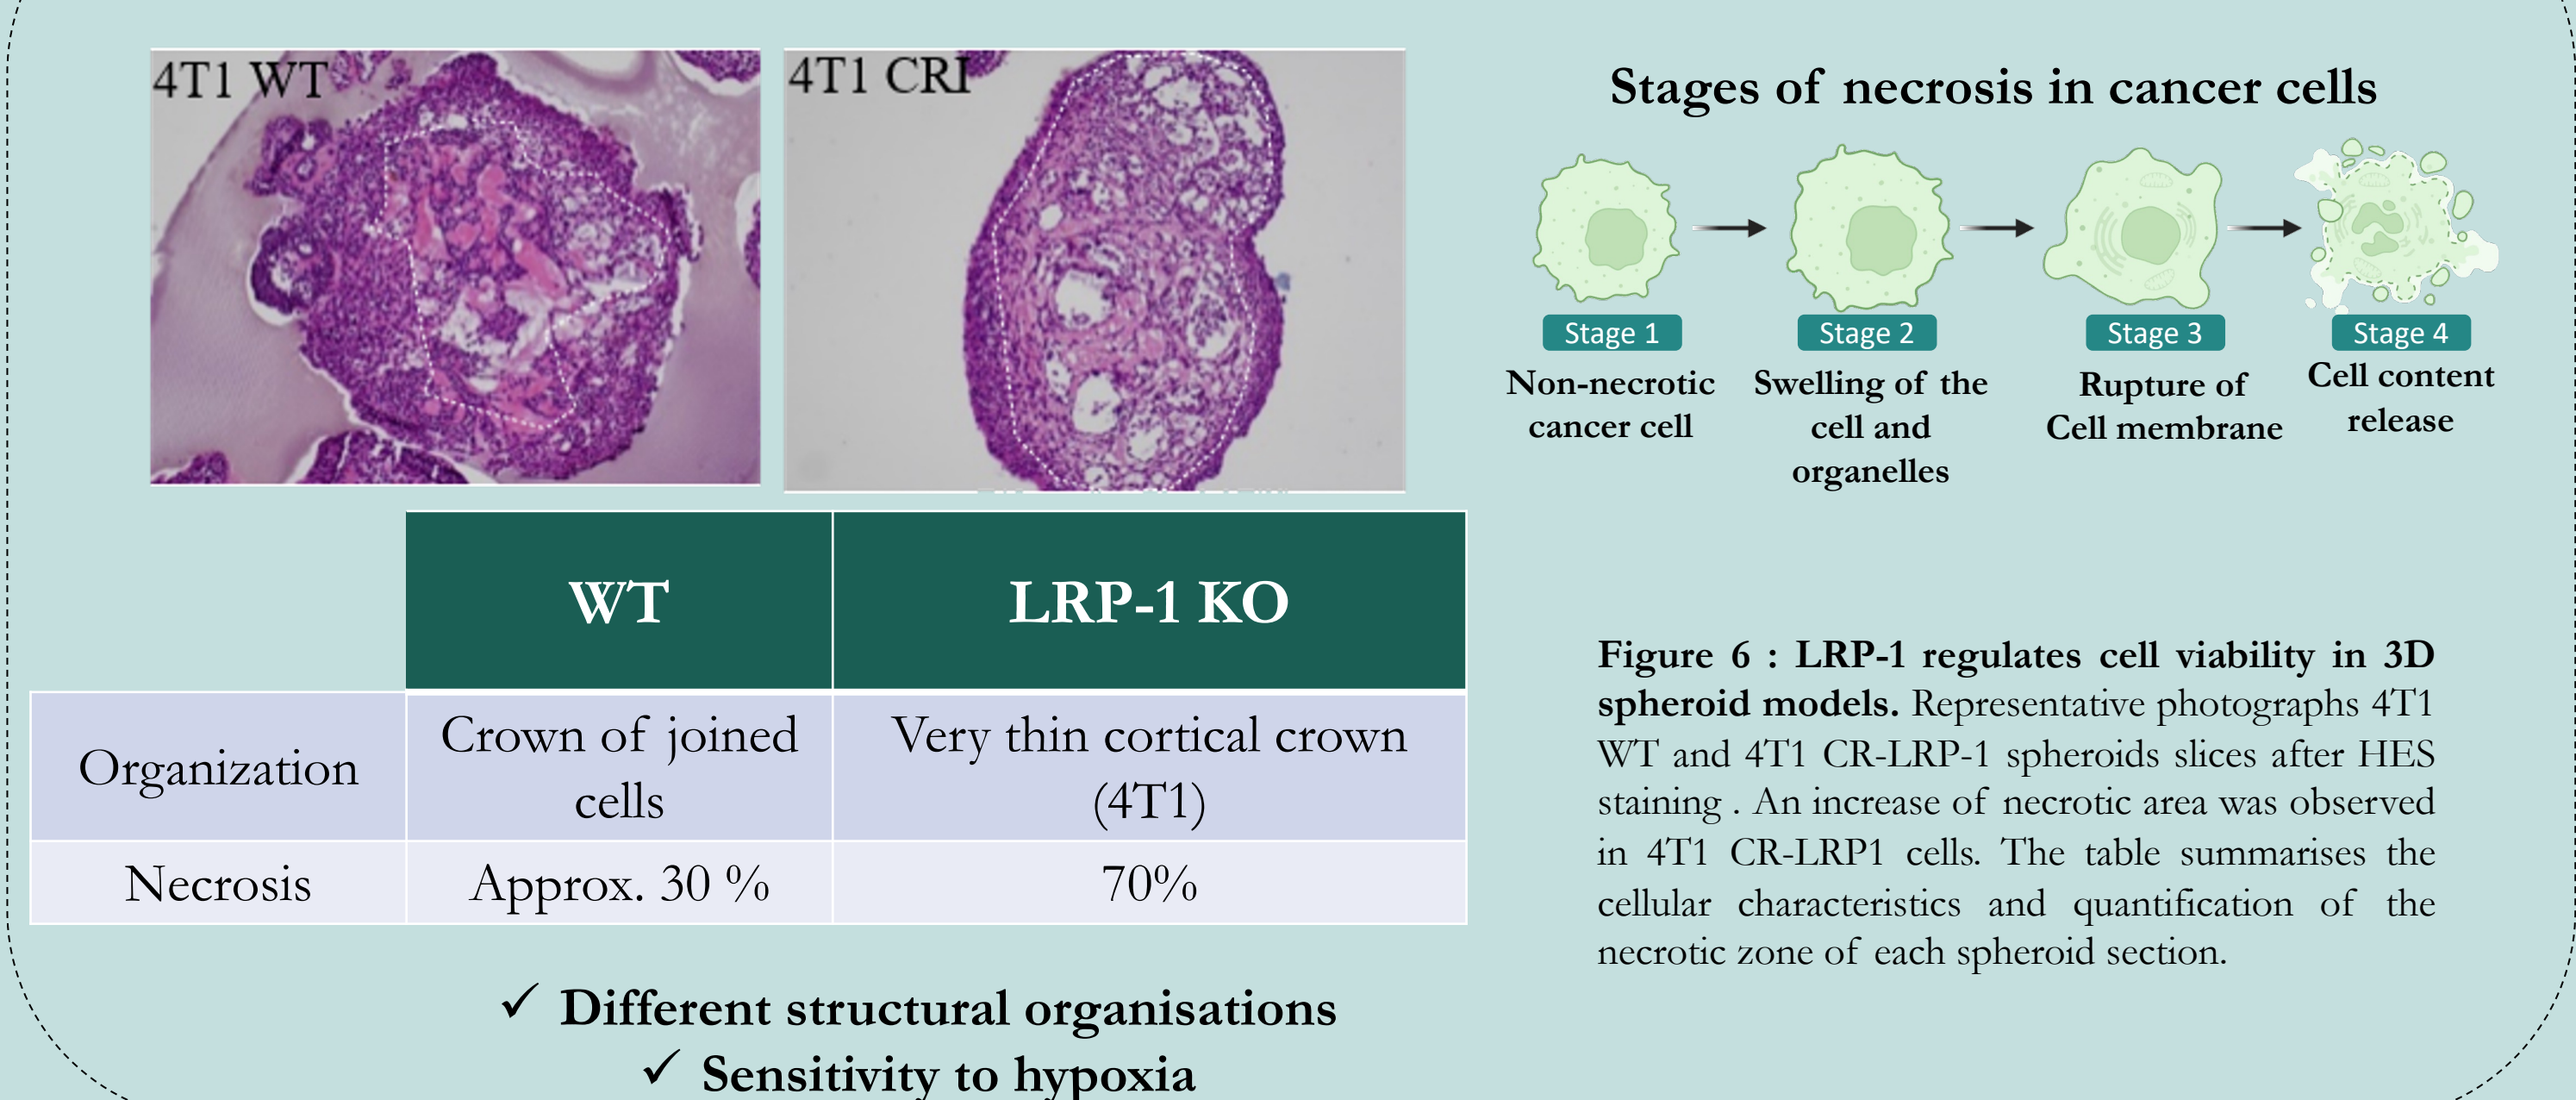 4T1 WT
4T1 CRI
Stages of necrosis in cancer cells
Stage 1
Stage 2
Stage 3
Stage 4
Non-necrotic
cancer cell
Swelling of the
cell and
organelles
Rupture of
Cell membrane
Cell content
release
WT
LRP-1 KO
Organization
Crown of joined
cells
Very thin cortical crown
(4T1)
Necrosis
Approx. 30 %
70%
✓ Different structural organisations
✓ Sensitivity to hypoxia
Figure 6 : LRP-1 regulates cell viability in 3D
spheroid models. Representative photographs 4T1
WT and 4T1 CR-LRP-1 spheroids slices after HES
staining . An increase of necrotic area was observed
in 4T1 CR-LRP1 cells. The table summarises the
cellular characteristics and quantification of the
necrotic zone of each spheroid section.